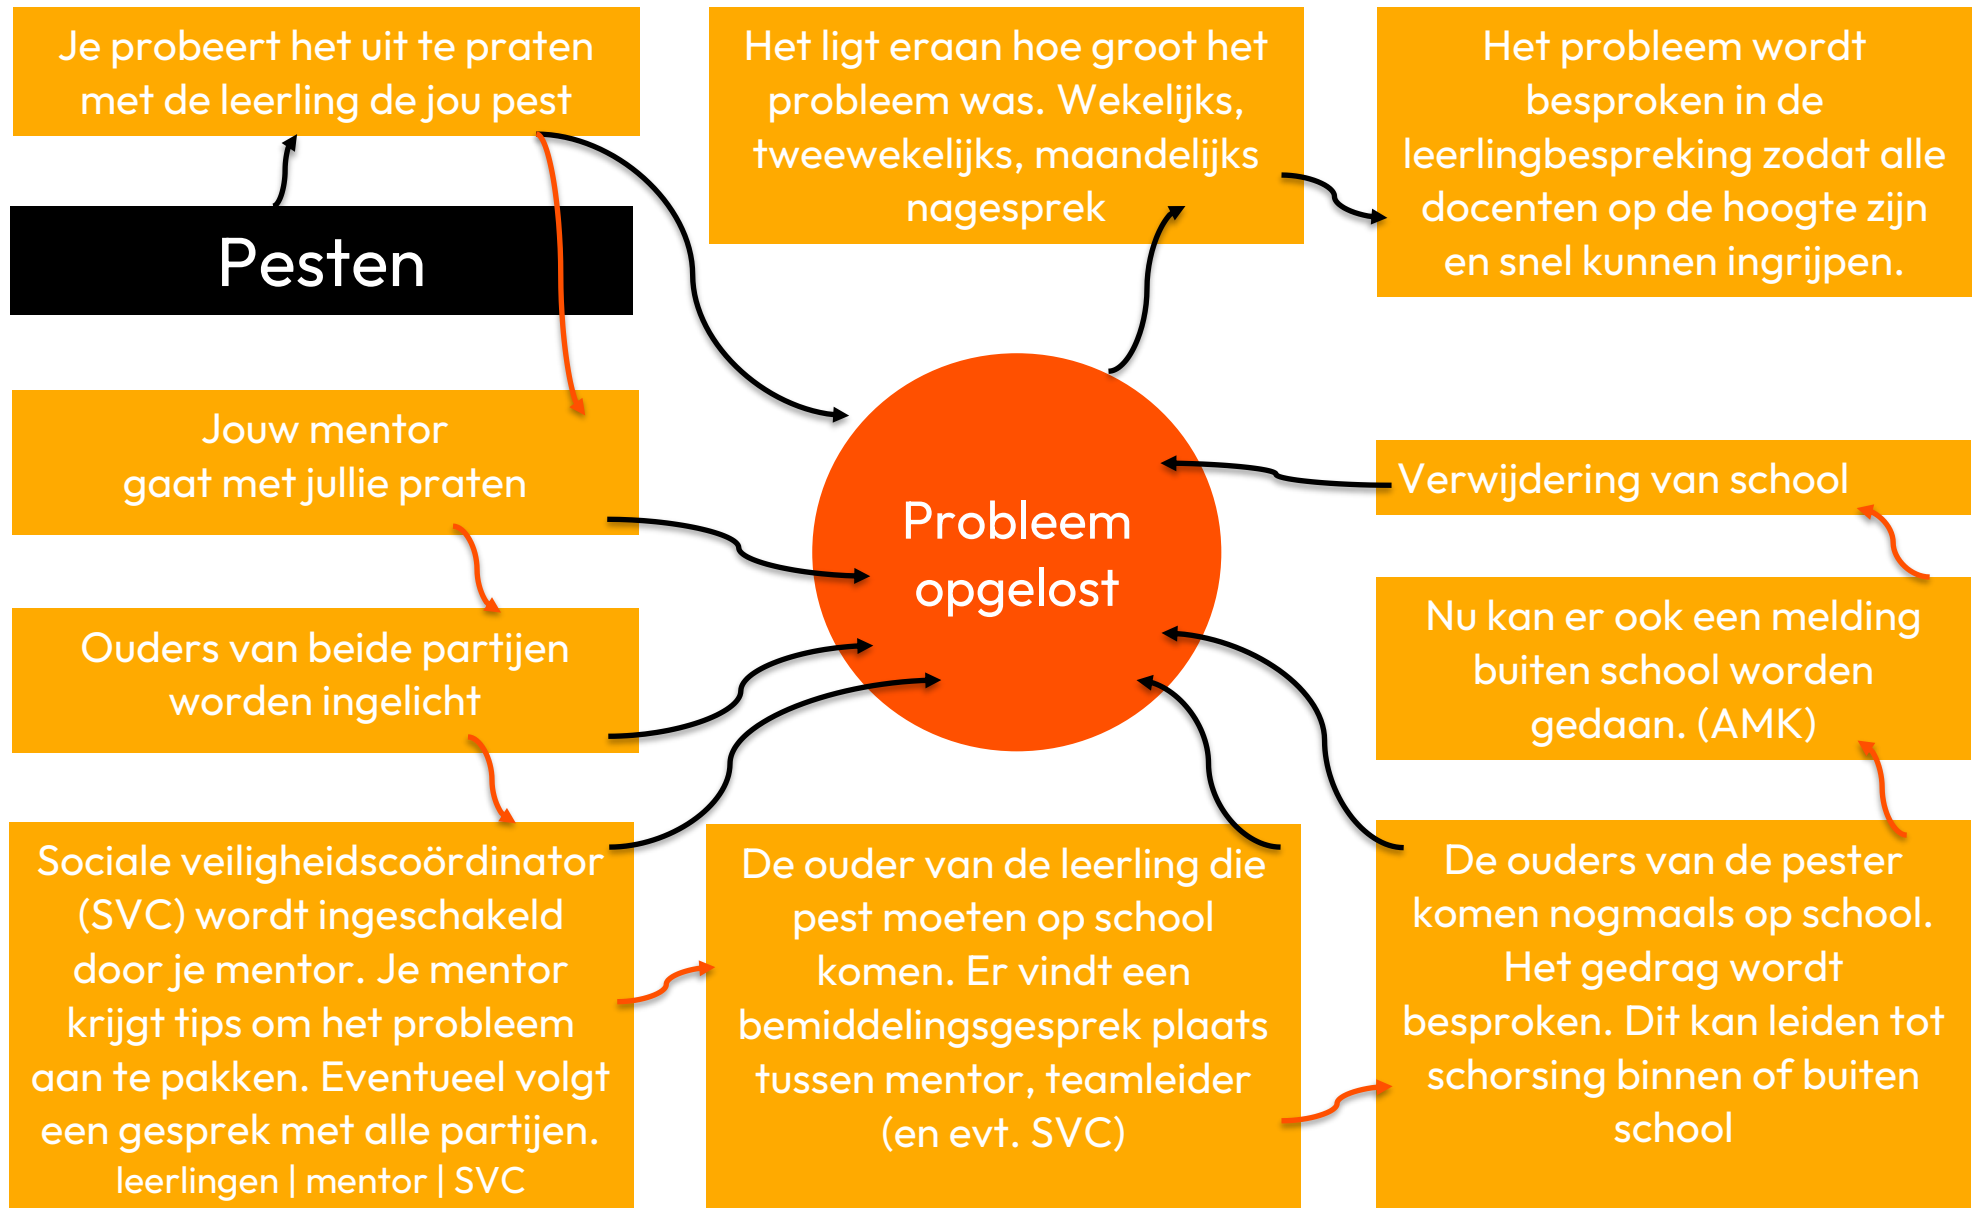 Je probeert het uit te praten
met de leerling de jou pest
Pesten
Jouw mentor
gaat met jullie praten
Ouders van beide partijen
worden ingelicht
Sociale veiligheidscoördinator
(SVC) wordt ingeschakeld
door je mentor. Je mentor
krijgt tips om het probleem
aan te pakken. Eventueel volgt
een gesprek met alle partijen.
leerlingen | mentor | SVC
De ouder van de leerling die
pest moeten op school
komen. Er vindt een
bemiddelingsgesprek plaats
tussen mentor, teamleider
(en evt. SVC)
De ouders van de pester
komen nogmaals op school.
Het gedrag wordt
besproken. Dit kan leiden tot
schorsing binnen of buiten
school
Nu kan er ook een melding
buiten school worden
gedaan. (AMK)
Verwijdering van school
Probleem
opgelost
Het ligt eraan hoe groot het
probleem was. Wekelijks,
tweewekelijks, maandelijks
nagesprek
Het probleem wordt
besproken in de
leerlingbespreking zodat alle
docenten op de hoogte zijn
en snel kunnen ingrijpen.